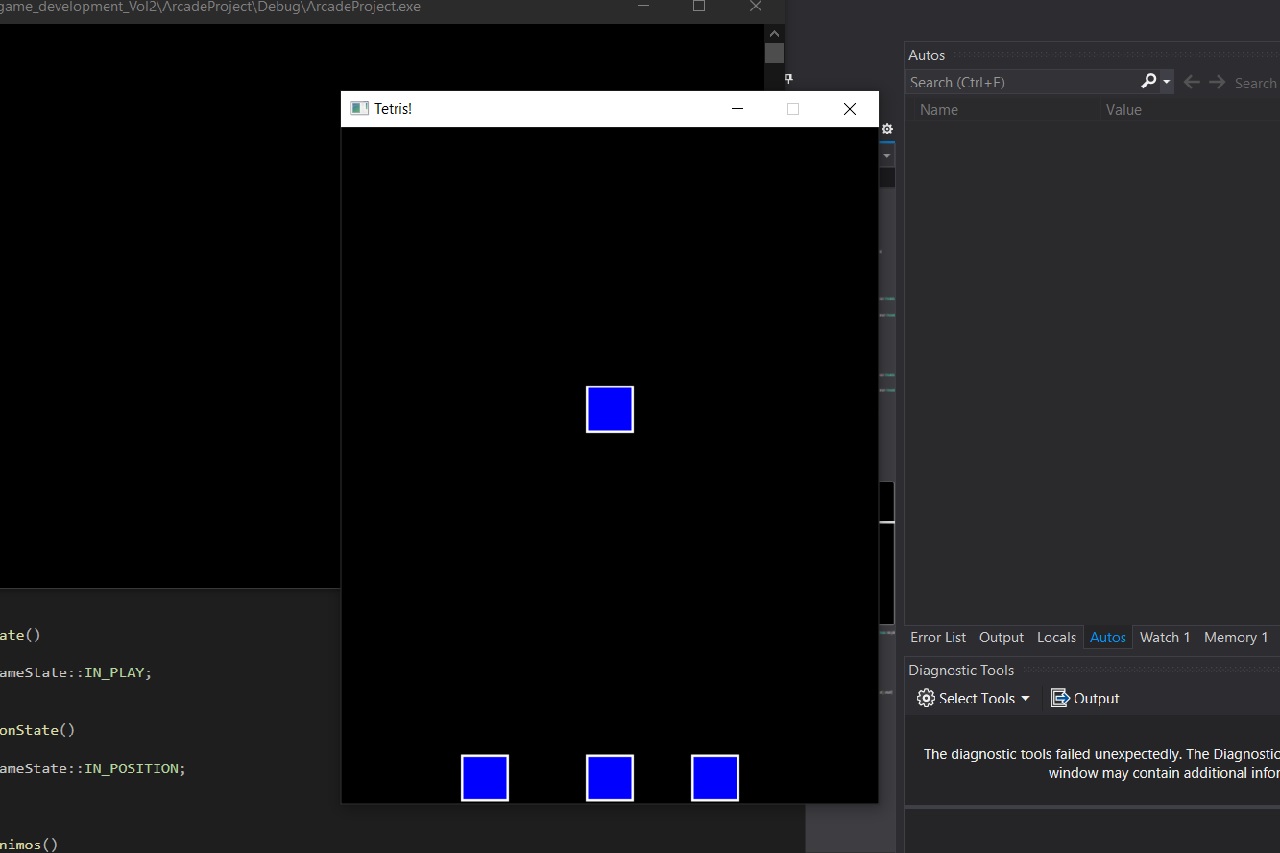 game_development_Vol2\ArcadeProject\Debug\ArcadeProject.exe
Tetris!
Autos
Search (Ctrl+E)
Search
Name Value
ate()
ameState::IN_PLAY;
onState()
ameState::IN_POSITION;
nimos()
Error List Output Locals Autos Watch 1 Memory 1
Diagnostic Tools
Select Tools Output
The diagnostic tools failed unexpectedly. The Diagnostic
window may contain additional infor